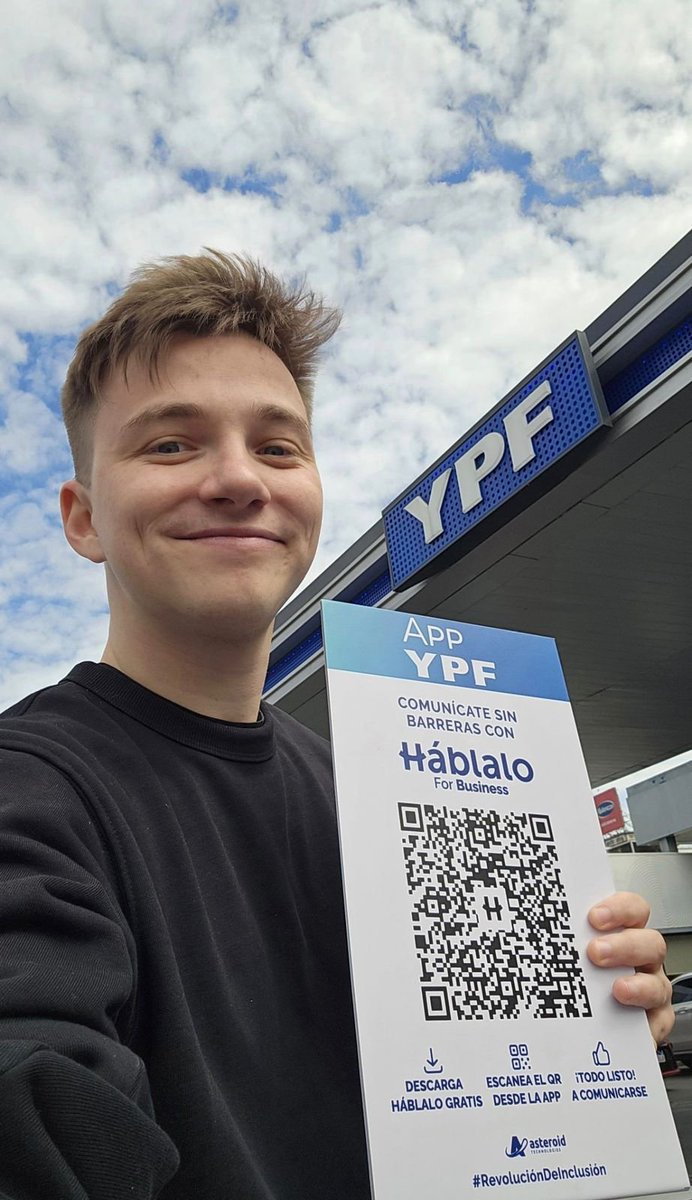 YPF
APP
YPF
COMUNÍCATE SIN
BARRERAS CON
Háblalo
For Business
DESCARGA
HÁBLALO GRATIS
ESCANEA EL QR
DESDE LA APP
¡TODO LISTO!
A COMUNICARSE
asteroid
TECHNOLOGIES
#RevoluciónDeInclusión